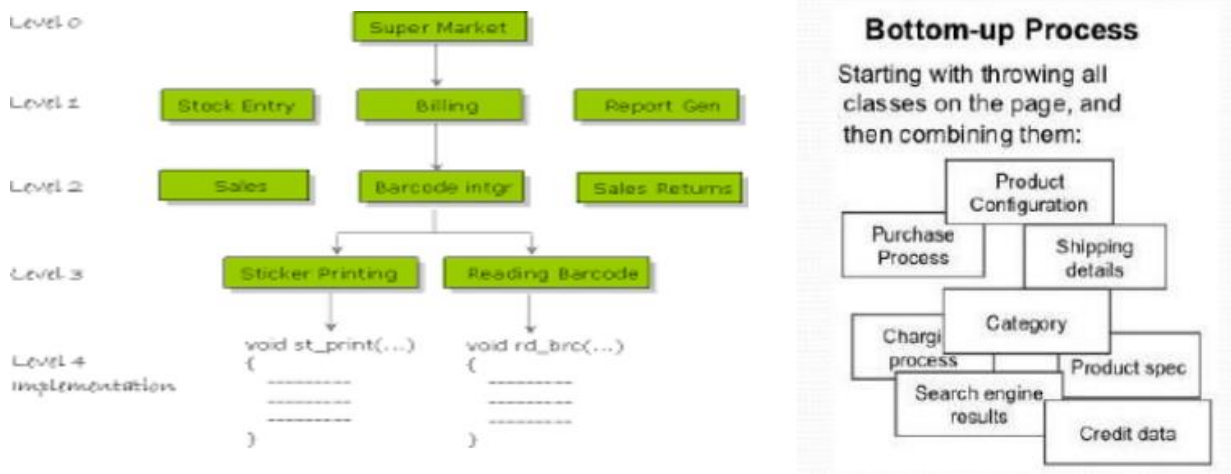 Level 0
Super Market
Level 1
Stock Entry
Billing
Report Gen
Level 2
Sales
Barcode intgr
Sales Returns
Level 3
Sticker Printing
Reading Barcode
Level 4
implementation
void st_print(...)
{
---------
---------
---------
}
void rd_brc(...)
{
---------
---------
---------
}
Bottom-up Process
Starting with throwing all
classes on the page, and
then combining them:
Product
Configuration
Purchase
Process
Shipping
details
Category
Chargi
process
Product spec
Search engine
results
Credit data